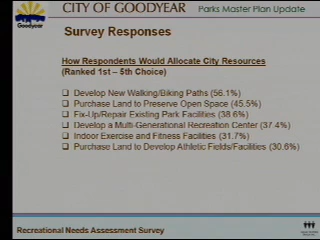 CITY OF GOODYEAR Parks Master Plan Update
Goodyear
Survey Responses
How Respondents Would Allocate City Resources
(Ranked 1st – 5th Choice)
❑ Develop New Walking/Biking Paths (56.1%)
❑ Purchase Land to Preserve Open Space (45.5%)
❑ Fix-Up/Repair Existing Park Facilities (38.6%)
❑ Develop a Multi-Generational Recreation Center (37.4%)
❑ Indoor Exercise and Fitness Facilities (31.7%)
❑ Purchase Land to Develop Athletic Fields/Facilities (30.6%)
Recreational Needs Assessment Survey